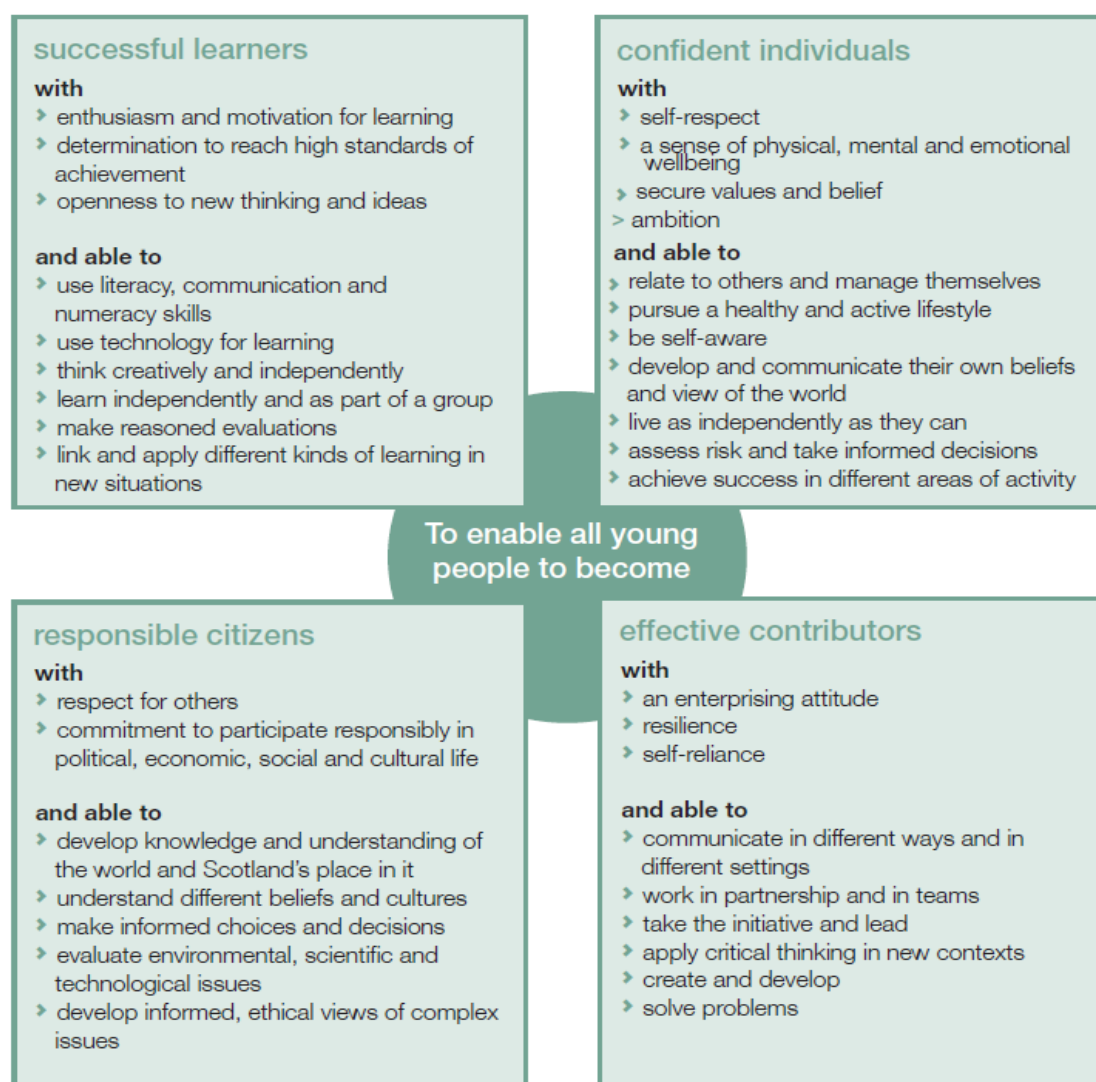 successful learners
with
> enthusiasm and motivation for learning
> determination to reach high standards of
achievement
> openness to new thinking and ideas
and able to
> use literacy, communication and
numeracy skills
> use technology for learning
> think creatively and independently
> learn independently and as part of a group
> make reasoned evaluations
> link and apply different kinds of learning in
new situations
confident individuals
with
> self-respect
> a sense of physical, mental and emotional
wellbeing
> secure values and belief
> ambition
and able to
> relate to others and manage themselves
> pursue a healthy and active lifestyle
> be self-aware
> develop and communicate their own beliefs
and view of the world
> live as independently as they can
> assess risk and take informed decisions
> achieve success in different areas of activity
To enable all young
people to become
responsible citizens
with
> respect for others
> commitment to participate responsibly in
political, economic, social and cultural life
and able to
> develop knowledge and understanding of
the world and Scotland's place in it
> understand different beliefs and cultures
> make informed choices and decisions
> evaluate environmental, scientific and
technological issues
> develop informed, ethical views of complex
issues
effective contributors
with
> an enterprising attitude
> resilience
> self-reliance
and able to
> communicate in different ways and in
different settings
> work in partnership and in teams
> take the initiative and lead
> apply critical thinking in new contexts
> create and develop
> solve problems